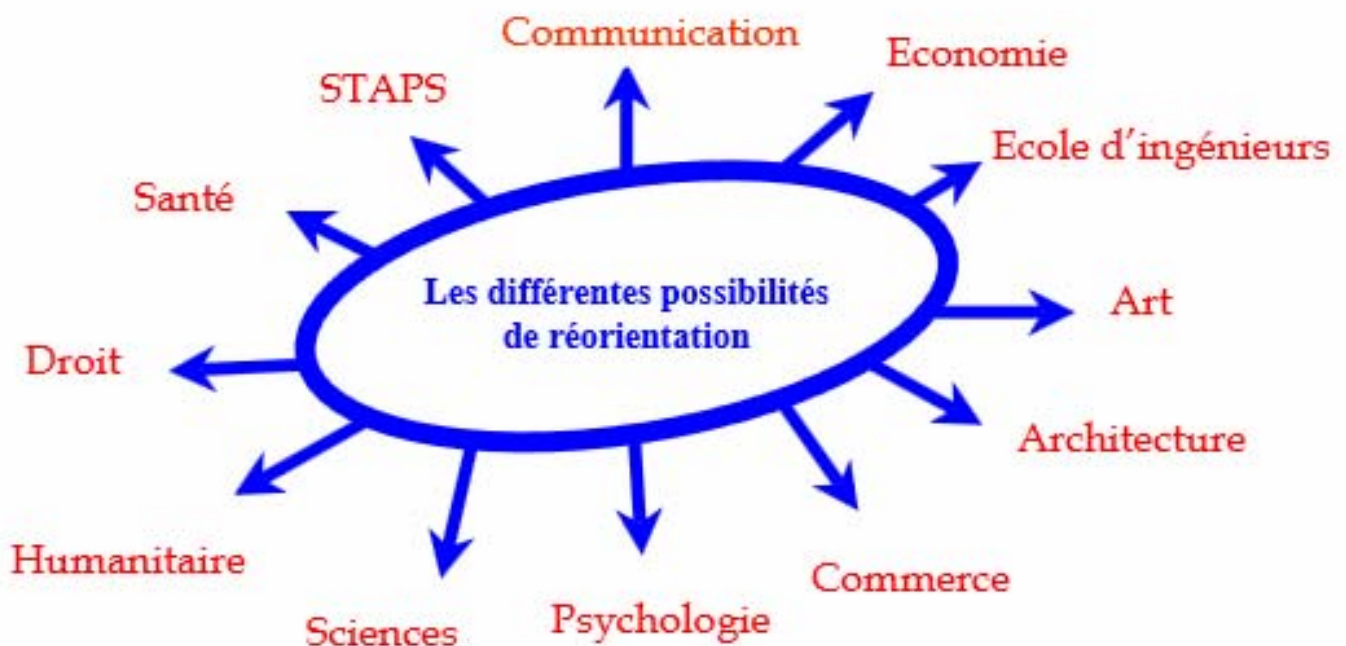 Communication
Economie
STAPS
Ecole d'ingénieurs
Santé
Les différentes possibilités
de réorientation
Art
Droit
Architecture
Humanitaire
Commerce
Sciences
Psychologie